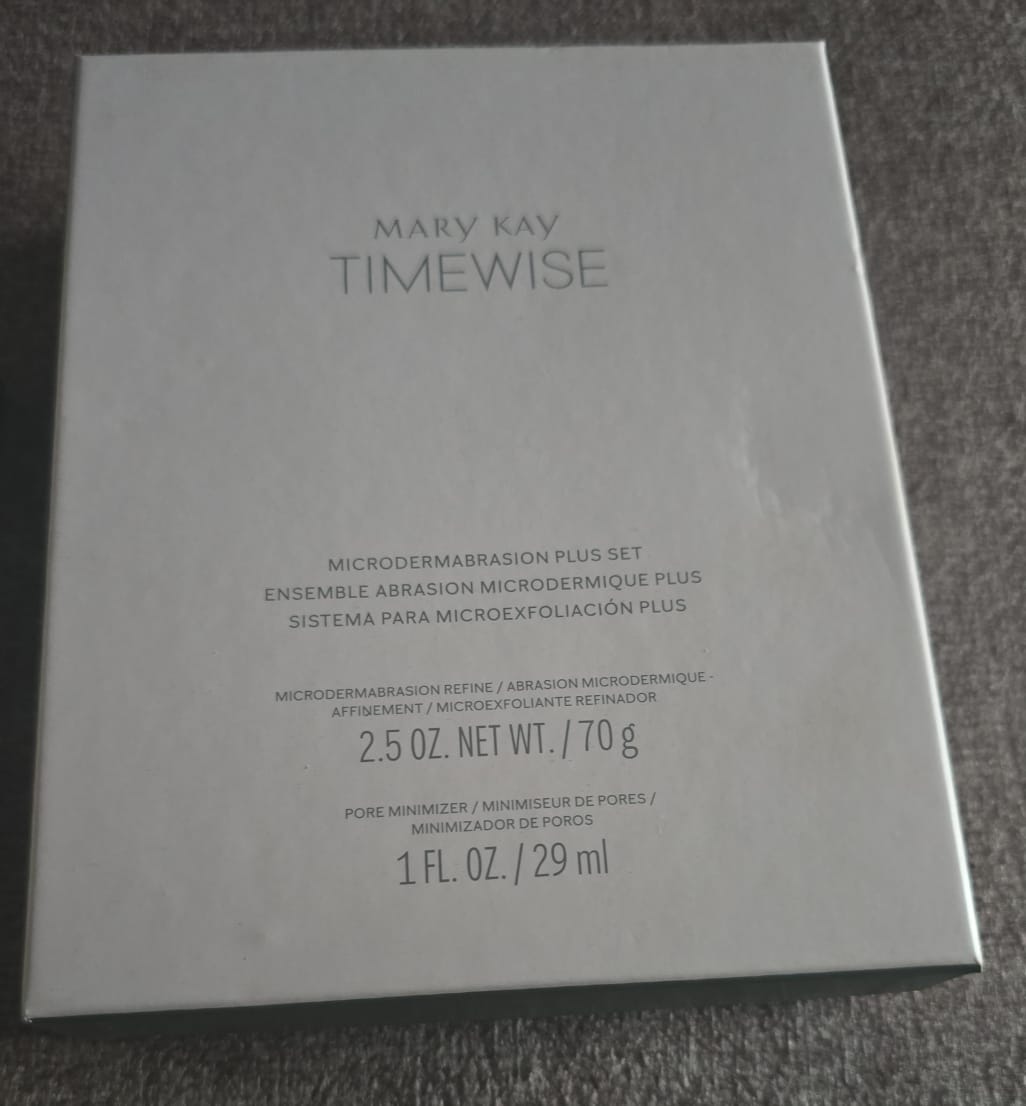 MARY KAY
TIMEWISE
MICRODERMABRASION PLUS SET
ENSEMBLE ABRASION MICRODERMIQUE PLUS
SISTEMA PARA MICROEXFOLIACIÓN PLUS
MICRODERMABRASION REFINE / ABRASION MICRODERMIQUE -
AFFINEMENT / MICROEXFOLIANTE REFINADOR
2.5 OZ. NET WT. / 70 g
PORE MINIMIZER / MINIMISEUR DE PORES /
MINIMIZADOR DE POROS
1 FL. OZ. / 29 ml